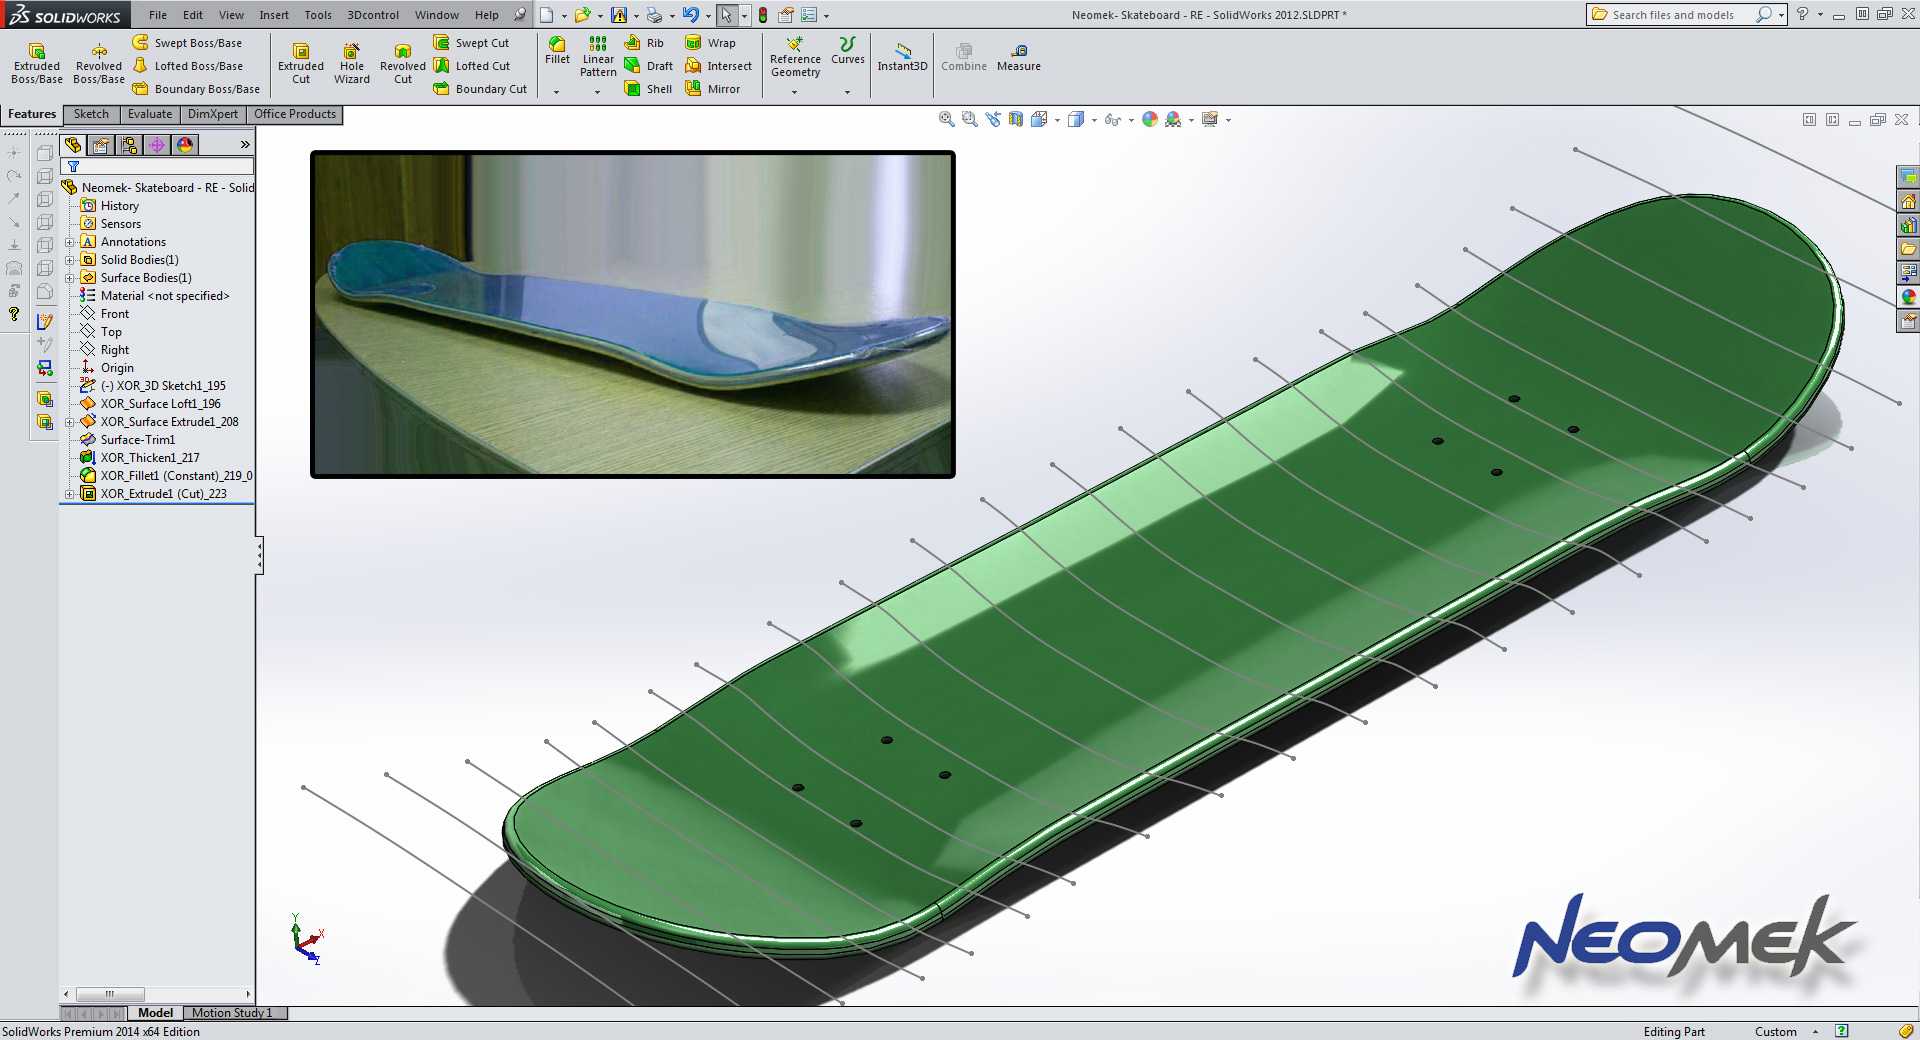 SOLIDWORKS File Edit View Insert Tools 3Dcontrol Window Help Neomek- Skateboard - RE - SolidWorks 2012.SLDPRT * Search files and models
Extruded Boss/Base
Revolved Boss/Base
Swept Boss/Base
Lofted Boss/Base
Boundary Boss/Base
Extruded Cut
Hole Wizard
Revolved Cut
Swept Cut
Lofted Cut
Boundary Cut
Fillet
Linear Pattern
Rib
Draft
Shell
Wrap
Intersect
Mirror
Reference Geometry
Curves
Instant3D
Combine
Measure
Features Sketch Evaluate DimXpert Office Products
Neomek- Skateboard - RE - Solid
History
Sensors
Annotations
Solid Bodies(1)
Surface Bodies(1)
Material <not specified>
Front
Top
Right
Origin
(-) XOR_3D Sketch1_195
XOR_Surface Loft1_196
XOR_Surface Extrude1_208
Surface-Trim1
XOR_Thicken1_217
XOR_Fillet1 (Constant)_219_0
XOR_Extrude1 (Cut)_223
Y
X
Z
NEOMEK
Model Motion Study 1
SolidWorks Premium 2014 x64 Edition Editing Part Custom